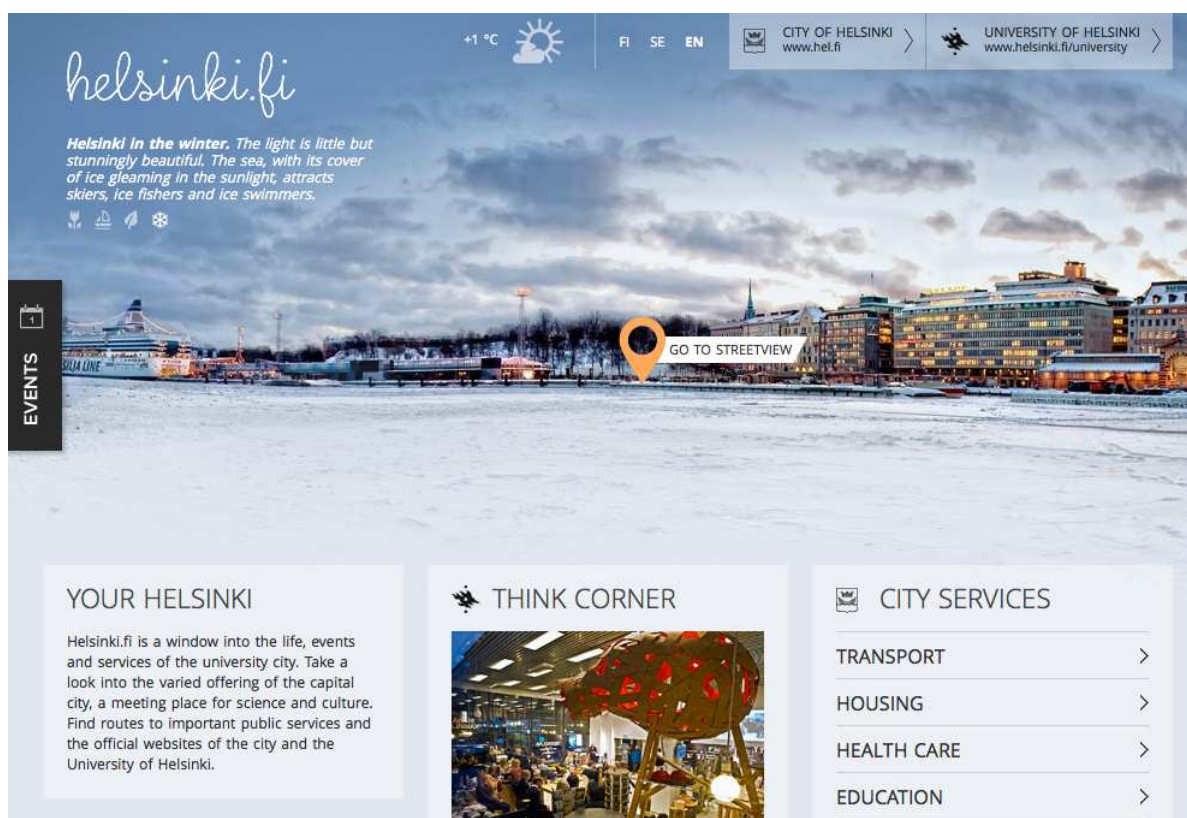 +1 °C
FI SE EN
CITY OF HELSINKI
www.hel.fi
UNIVERSITY OF HELSINKI
www.helsinki.fi/university
helsinki.fi
Helsinki in the winter. The light is little but
stunningly beautiful. The sea, with its cover
of ice gleaming in the sunlight, attracts
skiers, ice fishers and ice swimmers.
1
EVENTS
SILJA LINE
GO TO STREETVIEW
YOUR HELSINKI
Helsinki.fi is a window into the life, events
and services of the university city. Take a
look into the varied offering of the capital
city, a meeting place for science and culture.
Find routes to important public services and
the official websites of the city and the
University of Helsinki.
THINK CORNER
CITY SERVICES
TRANSPORT
HOUSING
HEALTH CARE
EDUCATION